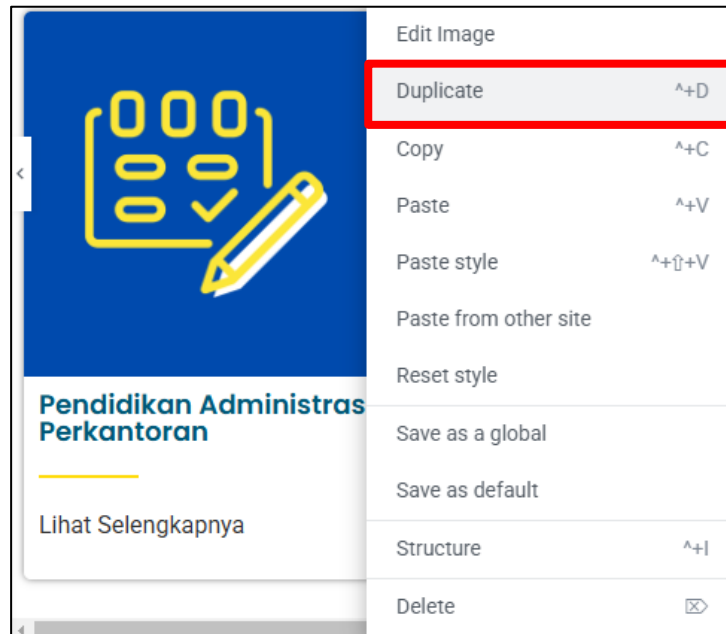 Edit Image
Duplicate ^+D
Copy ^+C
Paste ^+V
Paste style ^+⇧+V
Paste from other site
Reset style
Save as a global
Save as default
Structure ^+I
Delete ⌦
Pendidikan Administras
Perkantoran
Lihat Selengkapnya